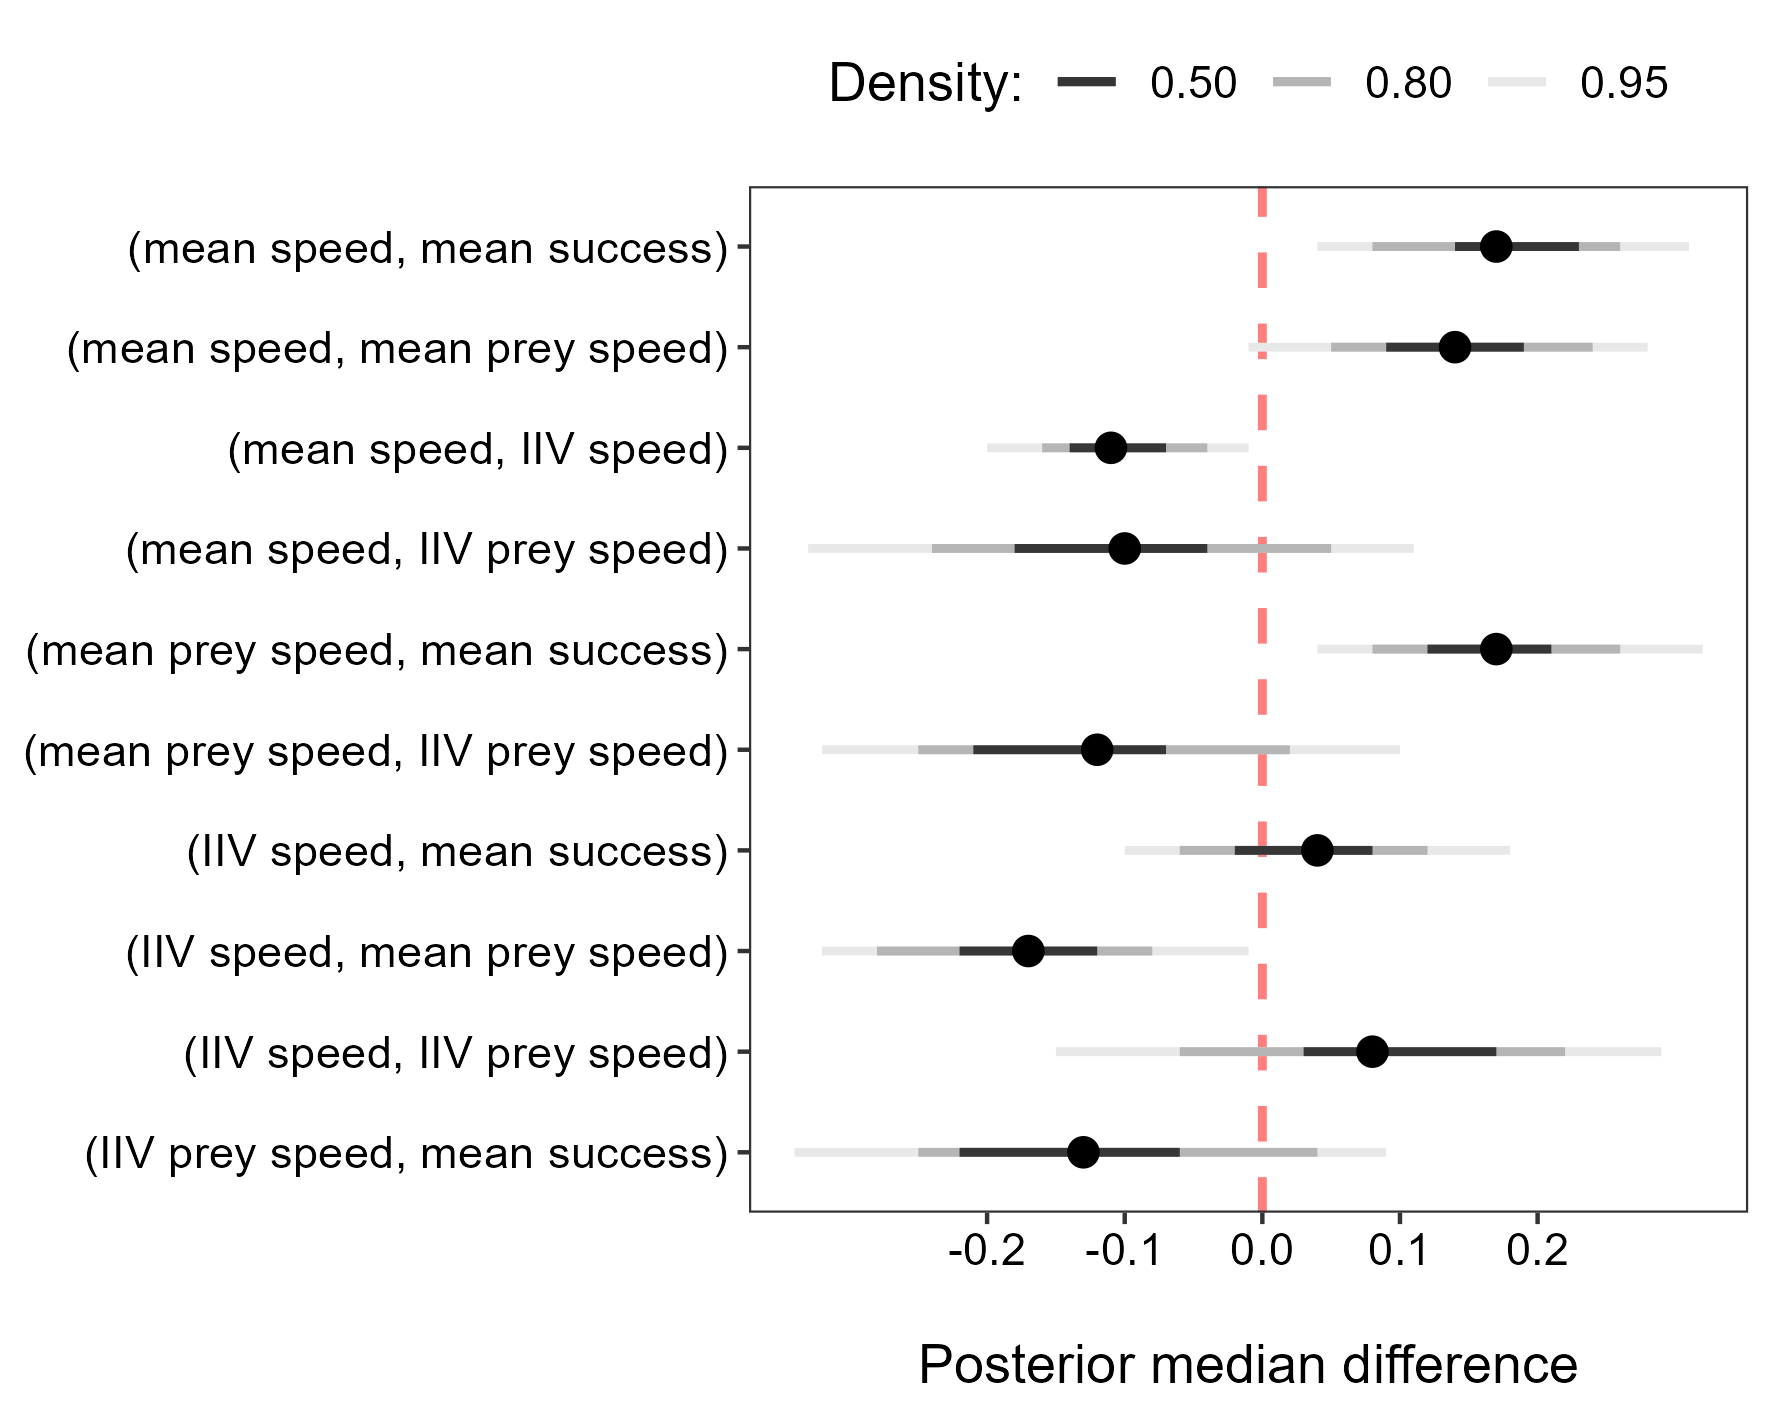 Density: 0.50 0.80 0.95
(mean speed, mean success)
(mean speed, mean prey speed)
(mean speed, IIV speed)
(mean speed, IIV prey speed)
(mean prey speed, mean success)
(mean prey speed, IIV prey speed)
(IIV speed, mean success)
(IIV speed, mean prey speed)
(IIV speed, IIV prey speed)
(IIV prey speed, mean success)
-0.2 -0.1 0.0 0.1 0.2
Posterior median difference